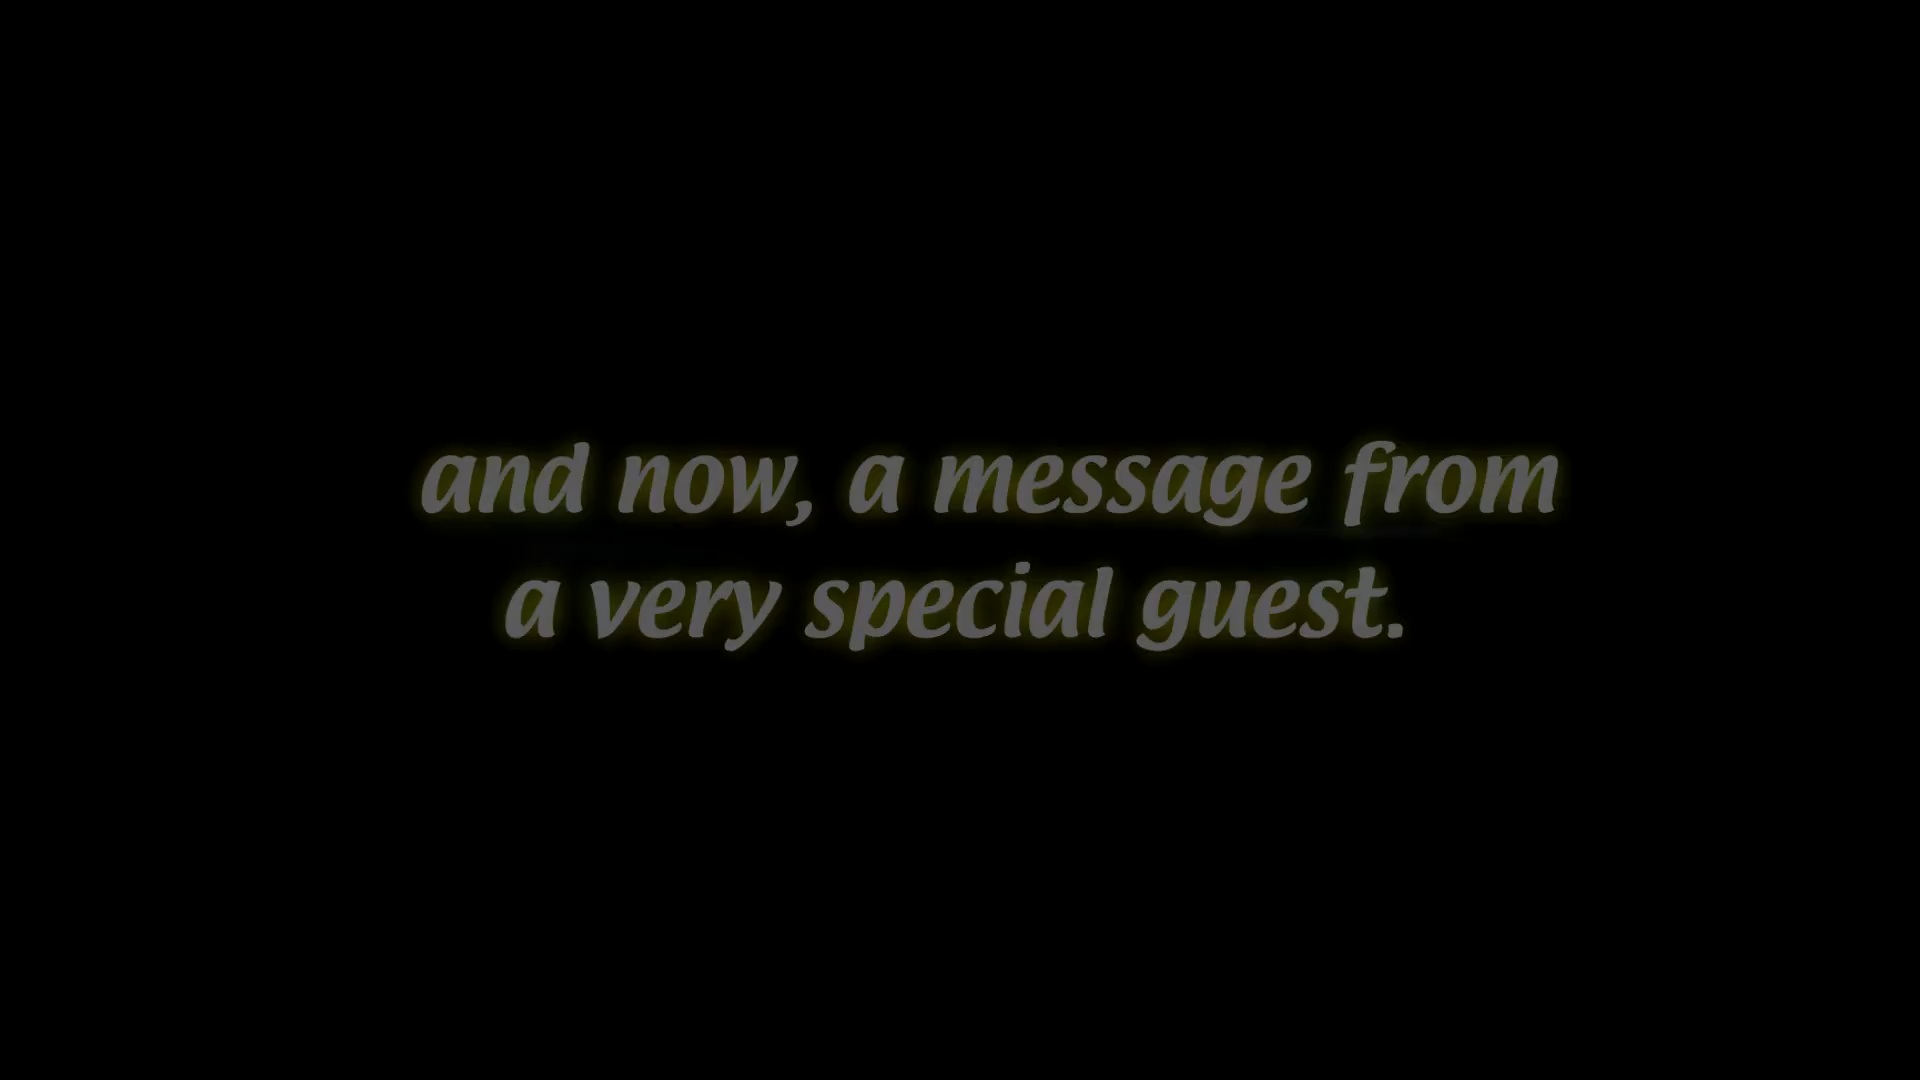 and now, a message from
a very special guest.